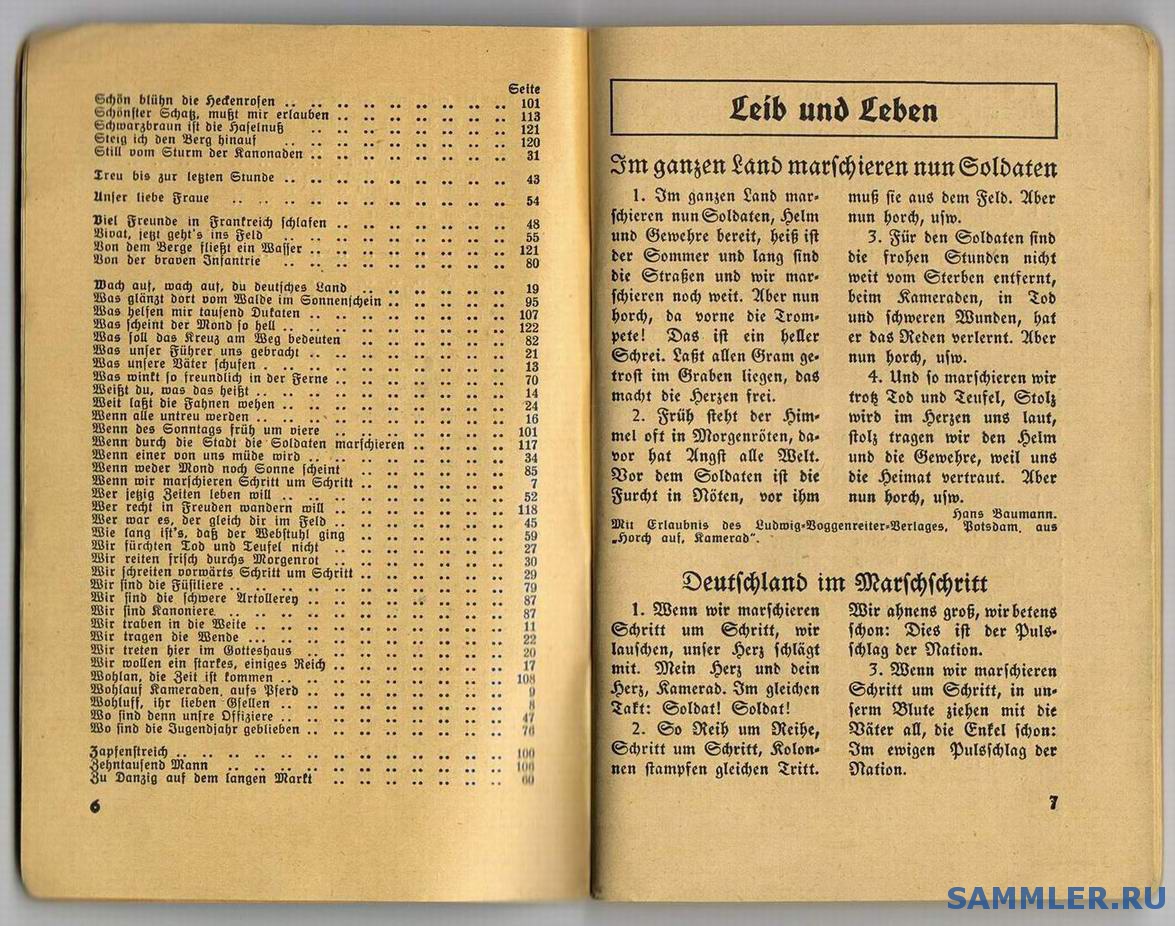 Seite
Schön blühn die Heckenrosen .. .. .. .. .. .. .. .. .. 101
Schönster Schatz, mußt mir erlauben .. .. .. .. .. .. .. 113
Schwarzbraun ist die Haselnuß .. .. .. .. .. .. .. .. 121
Steig ich den Berg hinauf .. .. .. .. .. .. .. .. .. 120
Still vom Sturm der Kanonaden .. .. .. .. .. .. .. .. 31
Treu bis zur letzten Stunde .. .. .. .. .. .. .. .. .. 43
Unser liebe Fraue .. .. .. .. .. .. .. .. .. .. .. 54
Viel Freunde in Frankreich schlafen .. .. .. .. .. .. .. 48
Vivat, jetzt geht's ins Feld .. .. .. .. .. .. .. .. .. 55
Von dem Berge fließt ein Wasser .. .. .. .. .. .. .. .. 121
Von der braven Infantrie .. .. .. .. .. .. .. .. .. 80
Wach auf, wach auf, du deutsches Land .. .. .. .. .. .. 19
Was glänzt dort vom Walde im Sonnenschein .. .. .. .. .. 95
Was helfen mir tausend Dukaten .. .. .. .. .. .. .. .. 107
Was scheint der Mond so hell .. .. .. .. .. .. .. .. .. 122
Was soll das Kreuz am Weg bedeuten .. .. .. .. .. .. .. 82
Was unser Führer uns gebracht .. .. .. .. .. .. .. .. 21
Was unsere Väter schufen . .. .. .. .. .. .. .. .. .. 13
Was winkt so freundlich in der Ferne .. .. .. .. .. .. .. 70
Weißt du, was das heißt .. .. .. .. .. .. .. .. .. .. 14
Weit laßt die Fahnen wehen .. .. .. .. .. .. .. .. .. 24
Wenn alle untreu werden .. .. .. .. .. .. .. .. .. .. 16
Wenn des Sonntags früh um viere .. .. .. .. .. .. .. .. 101
Wenn durch die Stadt die Soldaten marschieren .. .. .. .. 117
Wenn einer von uns müde wird .. .. .. .. .. .. .. .. 34
Wenn weder Mond noch Sonne scheint .. .. .. .. .. .. .. 85
Wenn wir marschieren Schritt um Schritt .. .. .. .. .. .. 7
Wer jetzig Zeiten leben will .. .. .. .. .. .. .. .. .. 52
Wer recht in Freuden wandern will .. .. .. .. .. .. .. 118
Wer war es, der gleich dir im Feld .. .. .. .. .. .. .. 45
Wie lang ist's, daß der Webstuhl ging .. .. .. .. .. .. 59
Wir fürchten Tod und Teufel nicht .. .. .. .. .. .. .. 27
Wir reiten frisch durchs Morgenrot .. .. .. .. .. .. .. 30
Wir schreiten vorwärts Schritt um Schritt .. .. .. .. .. .. 29
Wir sind die Füsiliere .. .. .. .. .. .. .. .. .. .. 79
Wir sind die schwere Artollerey .. .. .. .. .. .. .. .. 87
Wir sind Kanoniere. .. .. .. .. .. .. .. .. .. .. 87
Wir traben in die Weite .. .. .. .. .. .. .. .. .. .. 11
Wir tragen die Wende ... .. .. .. .. .. .. .. .. .. 22
Wir treten hier im Gotteshaus .. .. .. .. .. .. .. .. 20
Wir wollen ein starkes, einiges Reich .. .. .. .. .. .. .. 17
Wohlan, die Zeit ist kommen .. .. .. .. .. .. .. .. .. 108
Wohlauf Kameraden, aufs Pferd .. .. .. .. .. .. .. .. 9
Wohluff, ihr lieben Gsellen .. .. .. .. .. .. .. .. .. 8
Wo sind denn unsre Offiziere .. .. .. .. .. .. .. .. .. 47
Wo sind die Jugendjahr geblieben .. .. .. .. .. .. .. .. 76
Zapfenstreich .. .. .. .. .. .. .. .. .. .. .. .. 100
Zehntausend Mann .. .. .. .. .. .. .. .. .. .. ..
Zu Danzig auf dem langen Markt .. .. .. .. .. .. .. .. 60
6
Leib und Leben
Im ganzen Land marschieren nun Soldaten
1. Im ganzen Land mar-
schieren nun Soldaten, Helm
und Gewehre bereit, heiß ist
der Sommer und lang sind
die Straßen und wir mar-
schieren noch weit. Aber nun
horch, da vorne die Trom-
pete! Das ist ein heller
Schrei. Laßt allen Gram ge-
trost im Graben liegen, das
macht die Herzen frei.
2. Früh steht der Him-
mel oft in Morgenröten, da-
vor hat Angst alle Welt.
Vor dem Soldaten ist die
Furcht in Nöten, vor ihm
muß sie aus dem Feld. Aber
nun horch, usw.
3. Für den Soldaten sind
die frohen Stunden nicht
weit vom Sterben entfernt,
beim Kameraden, in Tod
und schweren Wunden, hat
er das Reden verlernt. Aber
nun horch, usw.
4. Und so marschieren wir
trotz Tod und Teufel, Stolz
wird im Herzen uns laut,
stolz tragen wir den Helm
und die Gewehre, weil uns
die Heimat vertraut. Aber
nun horch, usw.
Hans Baumann.
Mit Erlaubnis des Ludwig-Voggenreiter-Verlages, Potsdam, aus
„Horch auf, Kamerad".
Deutschland im Marschschritt
1. Wenn wir marschieren
Schritt um Schritt, wir
lauschen, unser Herz schlägt
mit. Mein Herz und dein
Herz, Kamerad. Im gleichen
Takt: Soldat! Soldat!
2. So Reih um Reihe,
Schritt um Schritt, Kolon-
nen stampfen gleichen Tritt.
Wir ahnens groß, wir betens
schon: Dies ist der Puls-
schlag der Nation.
3. Wenn wir marschieren
Schritt um Schritt, in un-
serm Blute ziehen mit die
Väter all, die Enkel schon:
Im ewigen Pulsschlag der
Nation.
7
SAMMLER.RU